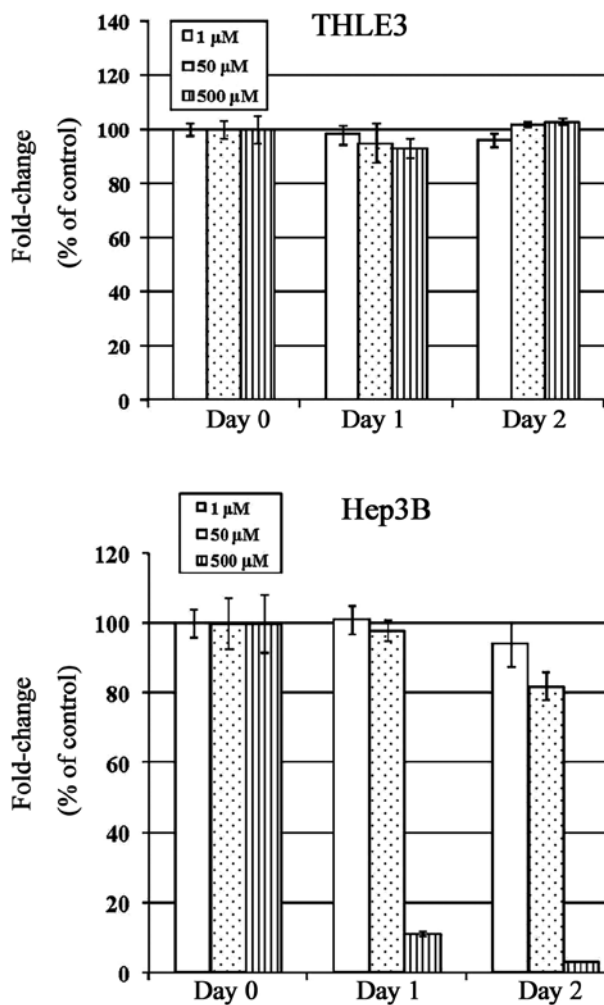 THLE3
1 µM
50 µM
500 µM
Fold-change
(% of control)
140
120
100
80
60
40
20
0
Day 0 Day 1 Day 2
Hep3B
1 µM
50 µM
500 µM
Fold-change
(% of control)
120
100
80
60
40
20
0
Day 0 Day 1 Day 2